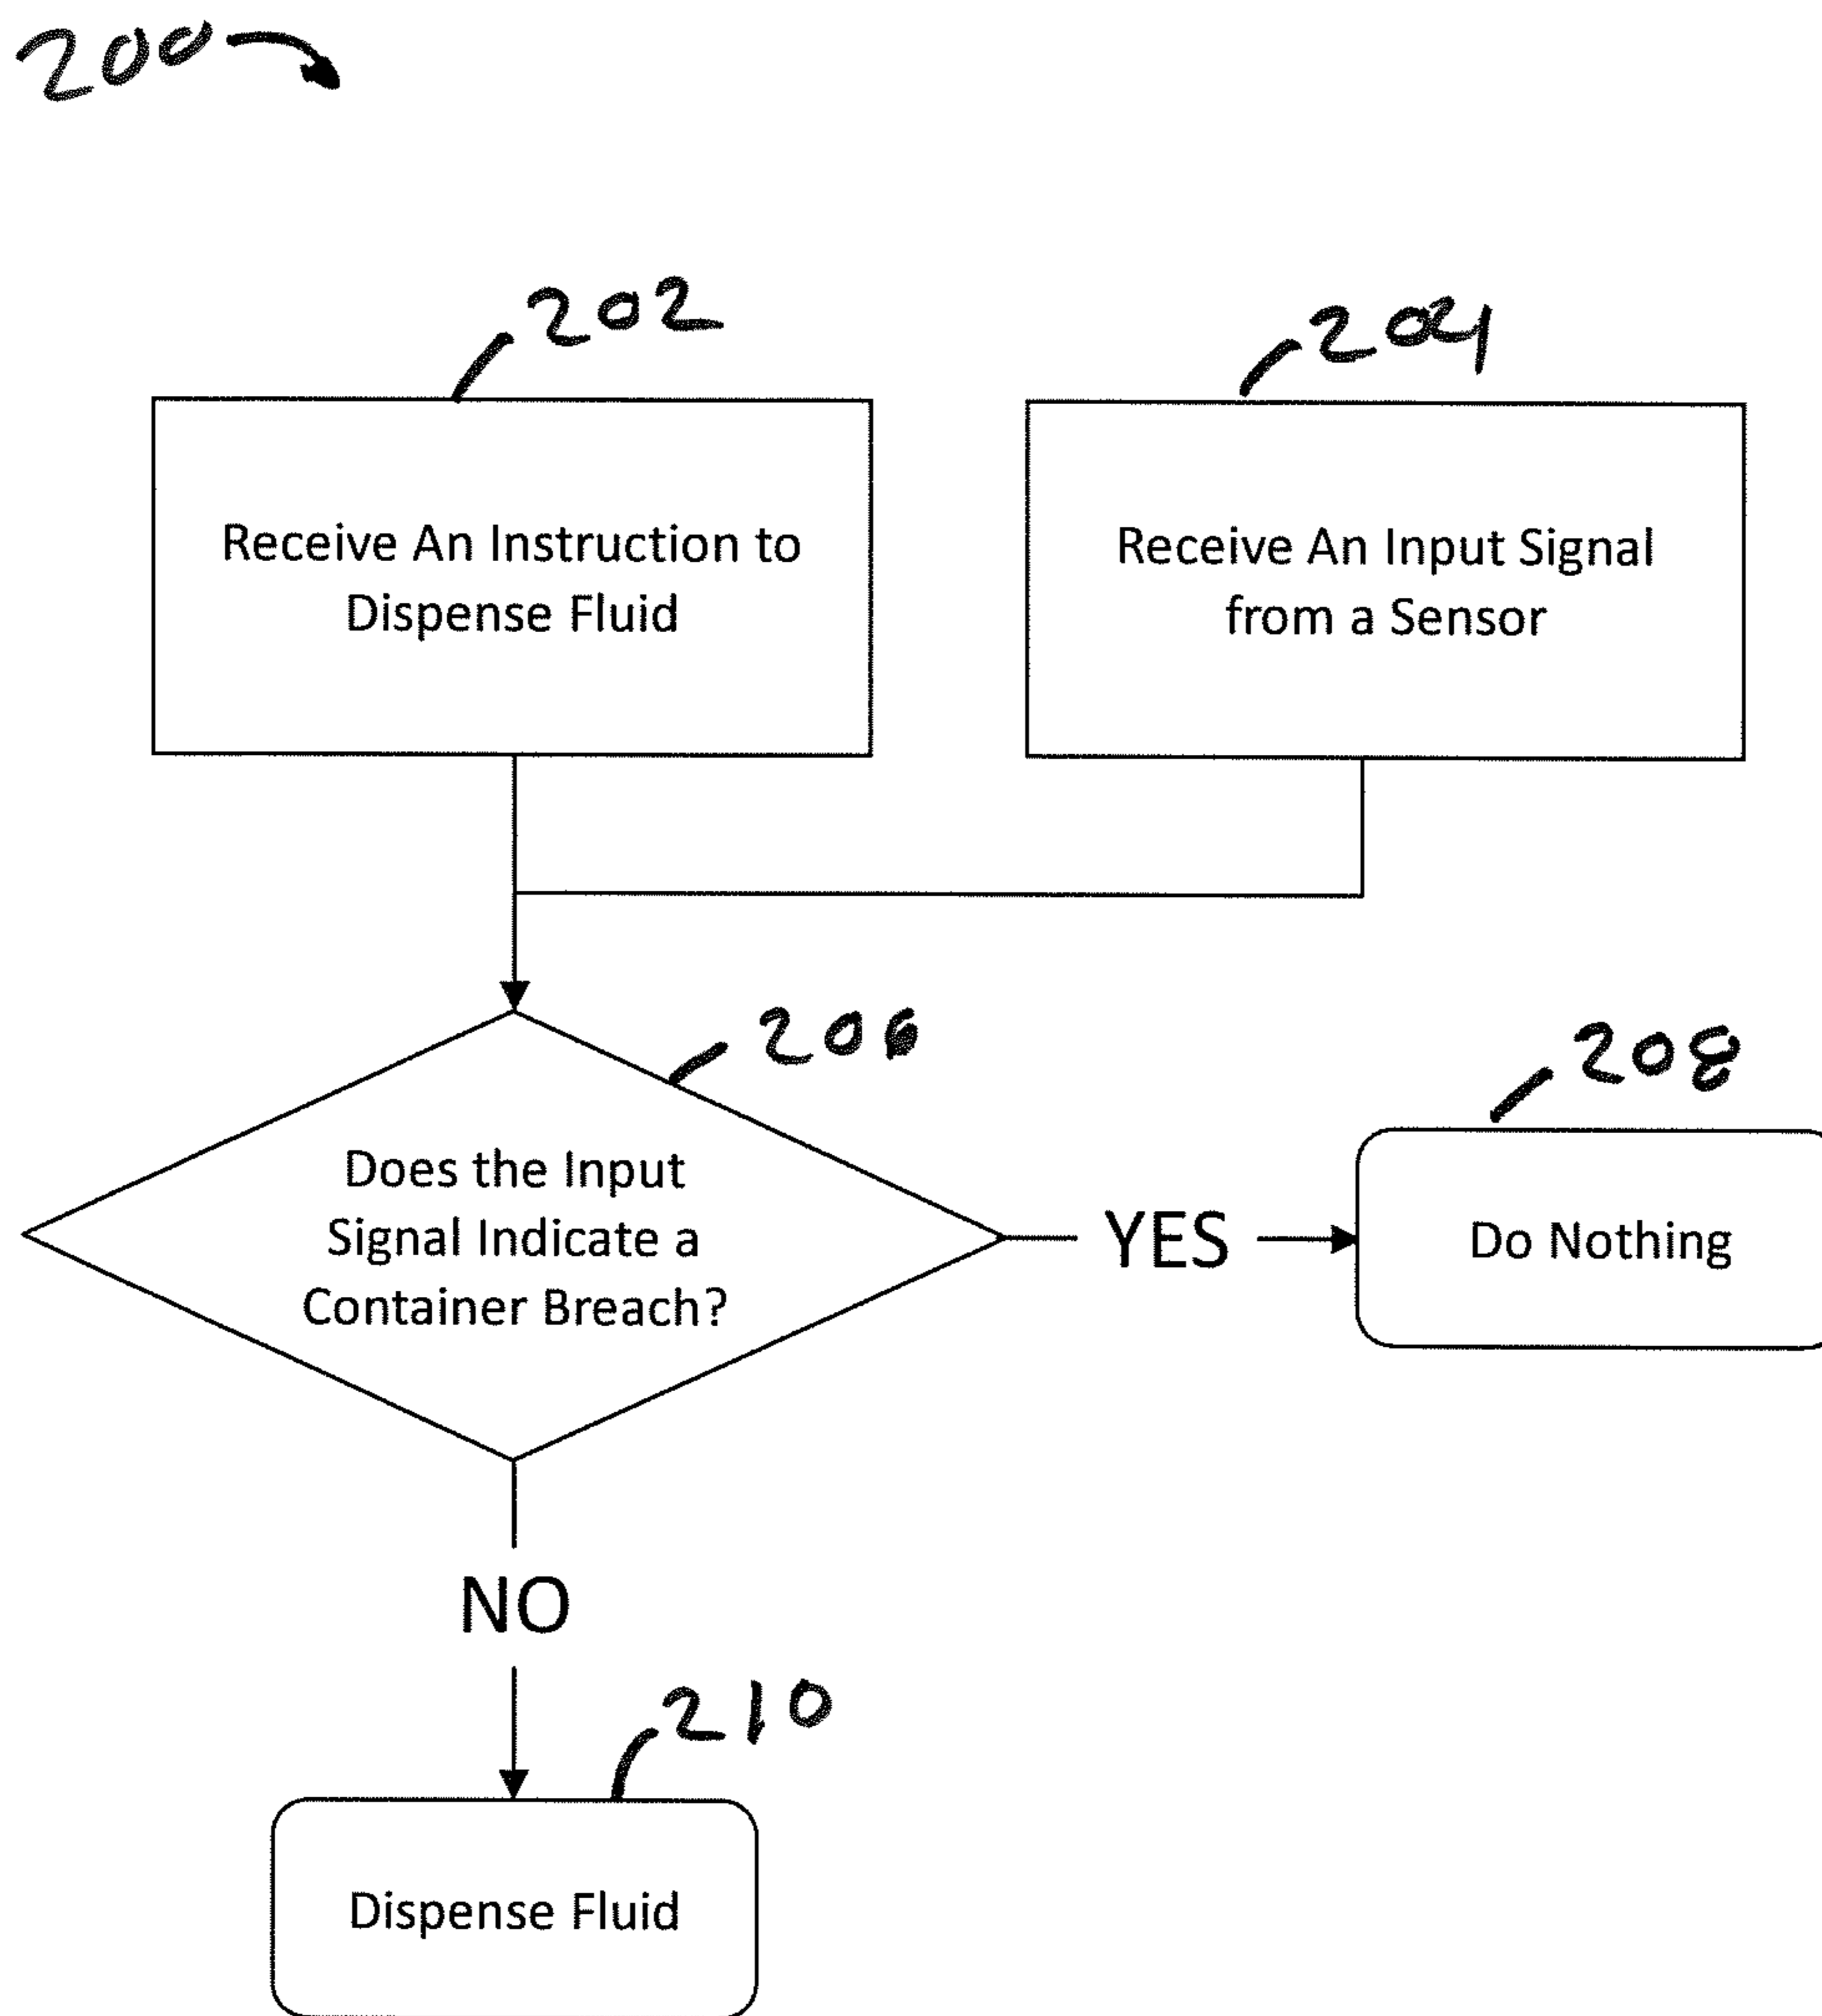 200
202
204
Receive An Instruction to
Dispense Fluid
Receive An Input Signal
from a Sensor
206
208
Does the Input
Signal Indicate a
Container Breach?
YES
Do Nothing
NO
210
Dispense Fluid